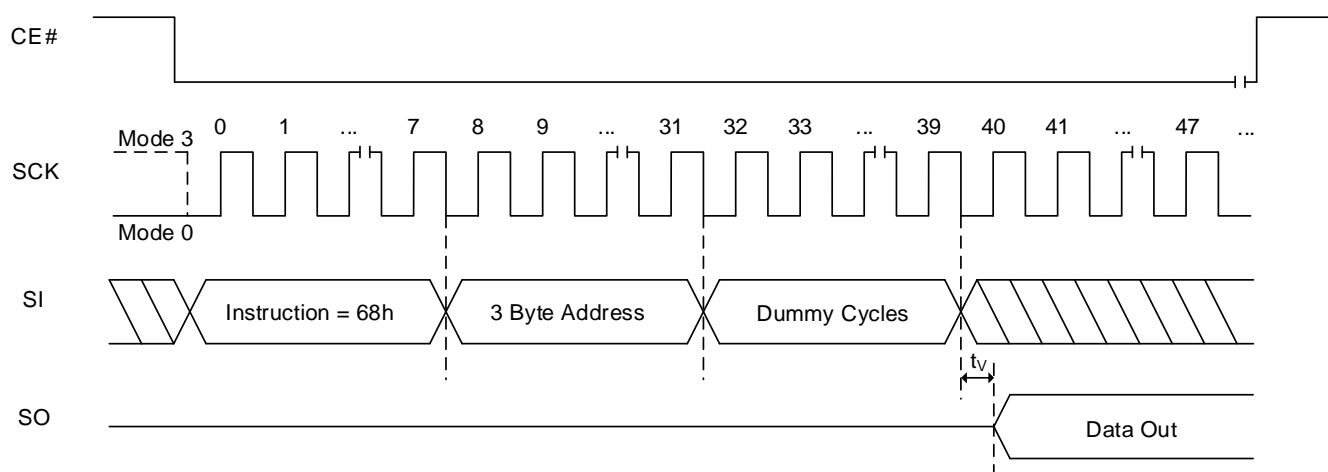 CE#
0 1 ... 7 8 9 ... 31 32 33 ... 39 40 41 ... 47 ...
Mode 3
SCK
Mode 0
SI
Instruction = 68h
3 Byte Address
Dummy Cycles
tV
SO
Data Out